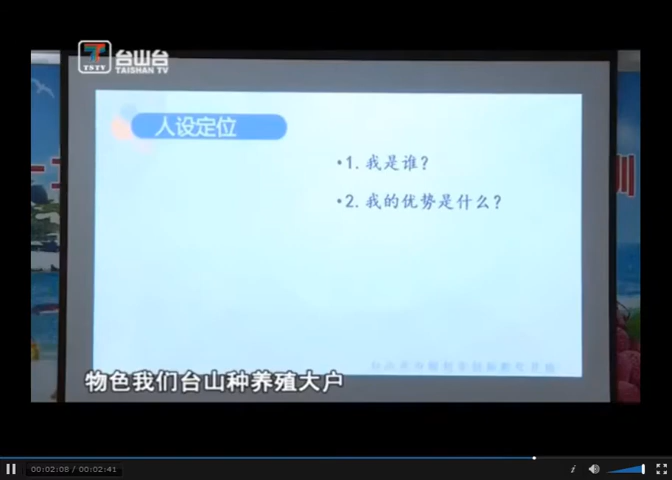 TSTV
台山台
TAISHAN TV
人设定位
训
•1. 我是谁？
•2. 我的优势是什么？
物色我们台山种养殖大户
00:02:08 / 00:02:41
i